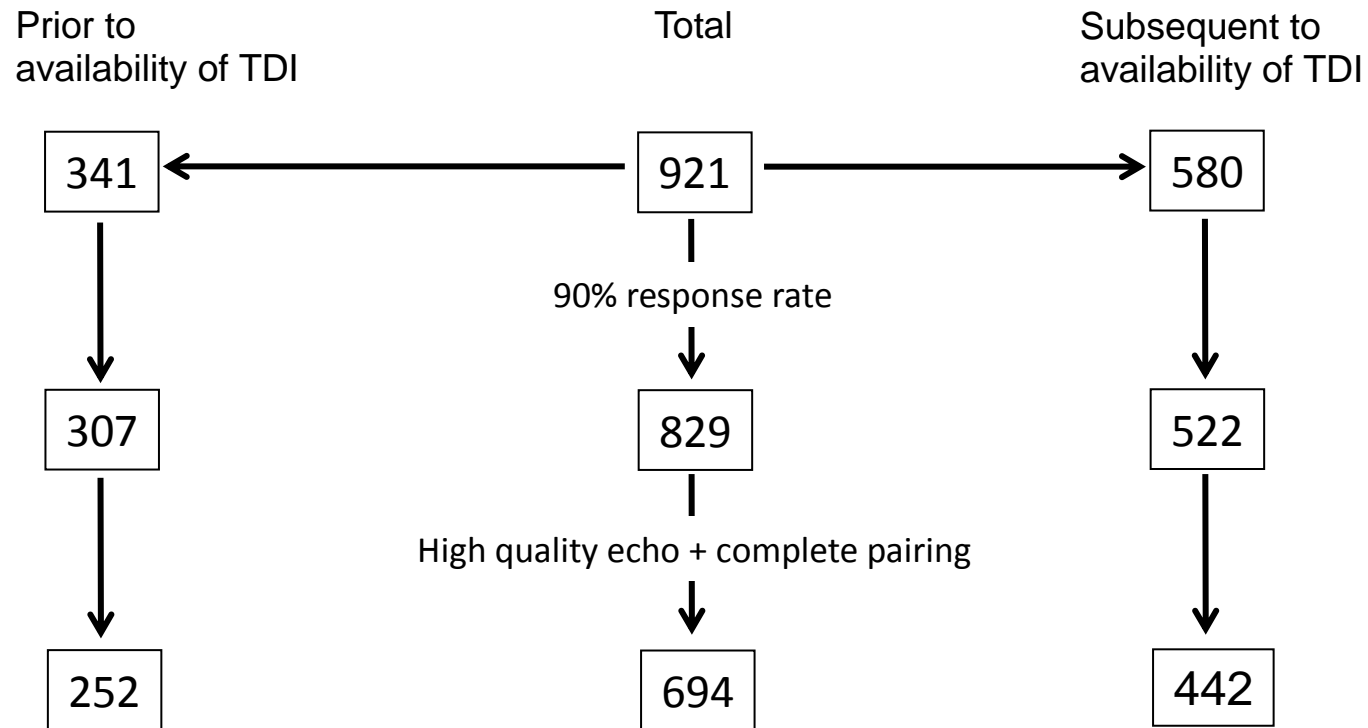 Prior to
availability of TDI
Total
Subsequent to
availability of TDI
341
921
580
90% response rate
307
829
522
High quality echo + complete pairing
252
694
442